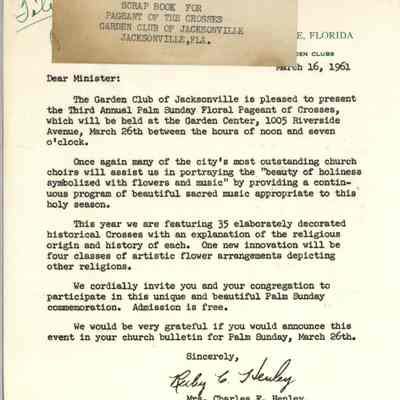 SCRAP BOOK FOR
PAGEANT OF THE CROSSES
GARDEN CLUB OF JACKSONVILLE
JACKSONVILLE, FLA.
E, FLORIDA
DEN CLUBS
March 16, 1961
Dear Minister:
The Garden Club of Jacksonville is pleased to present
the Third Annual Palm Sunday Floral Pageant of Crosses,
which will be held at the Garden Center, 1005 Riverside
Avenue, March 26th between the hours of noon and seven
o'clock.
Once again many of the city's most outstanding church
choirs will assist us in portraying the "beauty of holiness
symbolized with flowers and music" by providing a contin-
uous program of beautiful sacred music appropriate to this
holy season.
This year we are featuring 35 elaborately decorated
historical Crosses with an explanation of the religious
origin and history of each. One new innovation will be
four classes of artistic flower arrangements depicting
other religions.
We cordially invite you and your congregation to
participate in this unique and beautiful Palm Sunday
commemoration. Admission is free.
We would be very grateful if you would announce this
event in your church bulletin for Palm Sunday, March 26th.
Sincerely,
Ruby C. Henley
Mrs. Charles F. Henley